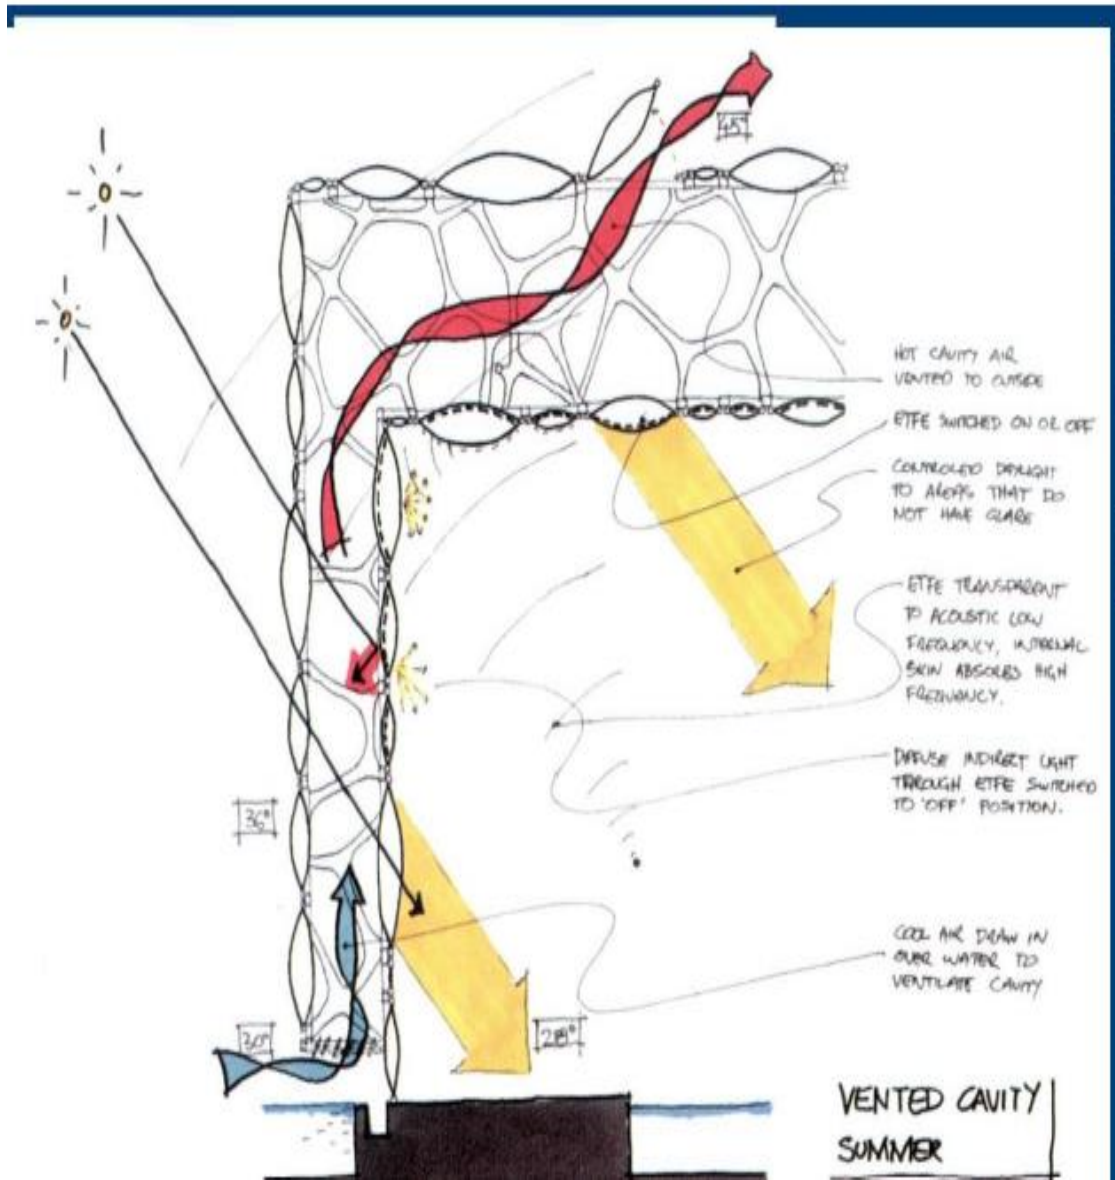 45°
HOT CAVITY AIR
VENTED TO OUTSIDE
ETFE SWITCHED ON OR OFF
CONTROLED DAYLIGHT
TO AREAS THAT DO
NOT HAVE GLARE
ETFE TRANSPARENT
TO ACOUSTIC LOW
FREQUENCY, INTERNAL
SKIN ABSORBS HIGH
FREQUENCY.
DIFFUSE INDIRECT LIGHT
THROUGH ETFE SWITCHED
TO 'OFF' POSITION.
36°
COOL AIR DRAW IN
OVER WATER TO
VENTILATE CAVITY
30°
28°
VENTED CAVITY
SUMMER